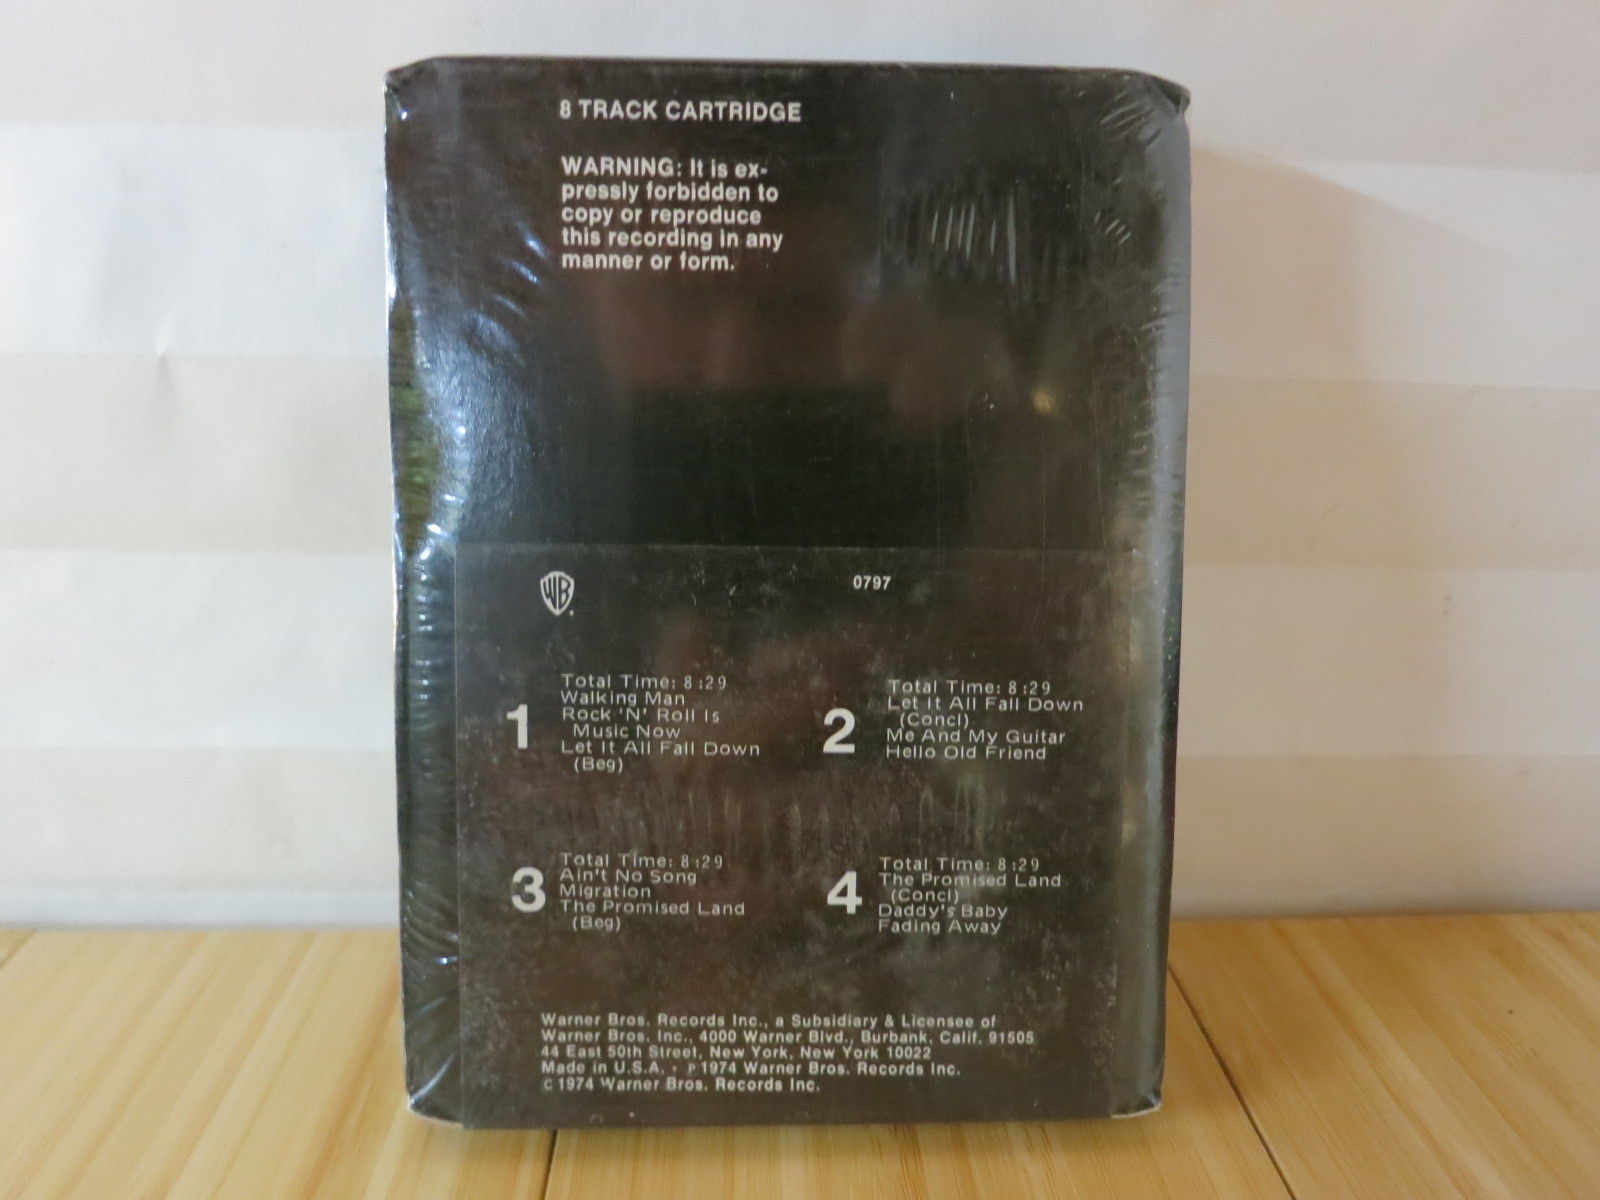 8 TRACK CARTRIDGE
WARNING: It is ex-
pressly forbidden to
copy or reproduce
this recording in any
manner or form.
WB
0797
1
Total Time: 8:29
Walking Man
Rock 'N' Roll Is
Music Now
Let It All Fall Down
(Beg)
2
Total Time: 8:29
Let It All Fall Down
(Concl)
Me And My Guitar
Hello Old Friend
3
Total Time: 8:29
Ain't No Song
Migration
The Promised Land
(Beg)
4
Total Time: 8:29
The Promised Land
(Concl)
Daddy's Baby
Fading Away
Warner Bros. Records Inc., a Subsidiary & Licensee of
Warner Bros. Inc., 4000 Warner Blvd., Burbank, Calif. 91505
44 East 50th Street, New York, New York 10022
Made in U.S.A. • P 1974 Warner Bros. Records Inc.
C 1974 Warner Bros. Records Inc.